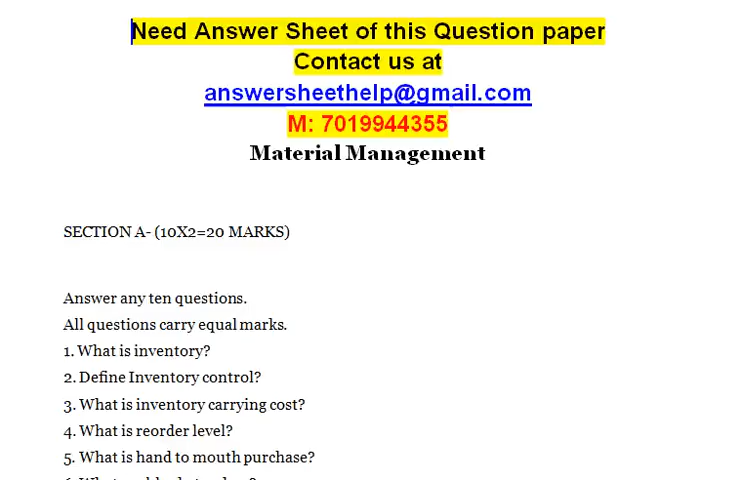 Need Answer Sheet of this Question paper
Contact us at
answersheethelp@gmail.com
M: 7019944355
Material Management
SECTION A- (10X2=20 MARKS)
Answer any ten questions.
All questions carry equal marks.
1. What is inventory?
2. Define Inventory control?
3. What is inventory carrying cost?
4. What is reorder level?
5. What is hand to mouth purchase?